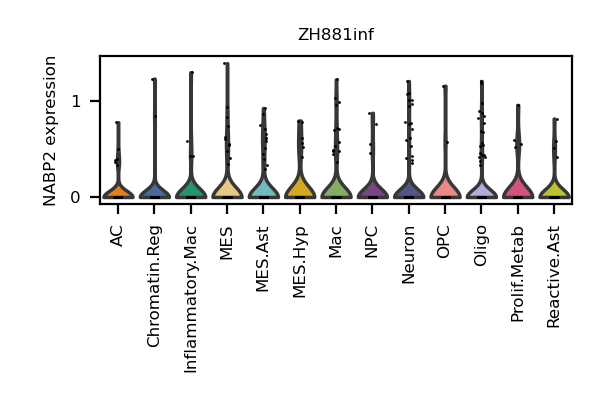 ZH881inf
NABP2 expression
1
0
AC
Chromatin.Reg
Inflammatory.Mac
MES
MES.Ast
MES.Hyp
Mac
NPC
Neuron
OPC
Oligo
Prolif.Metab
Reactive.Ast